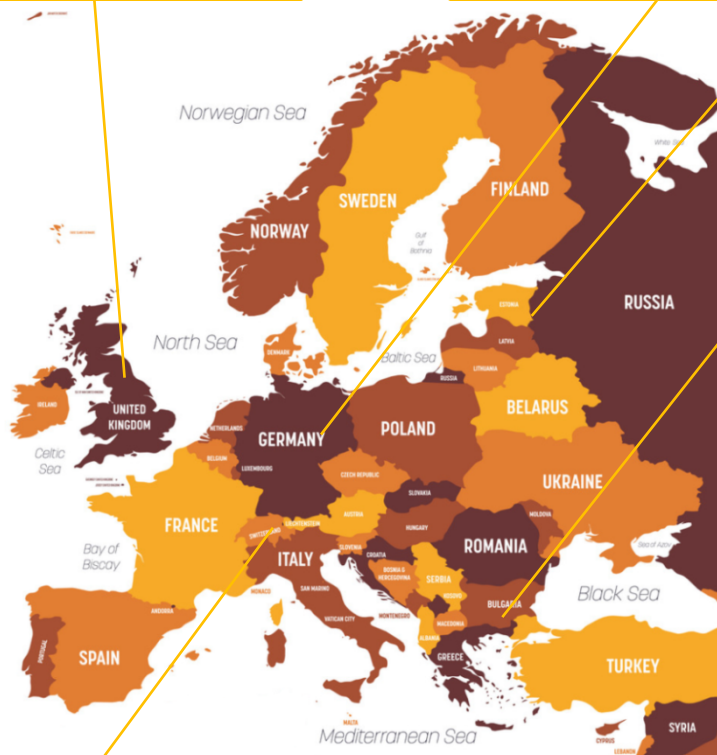 Norwegian Sea
White Sea
SWEDEN
FINLAND
NORWAY
Gulf
of
Bothnia
RUSSIA
ESTONIA
North Sea
LATVIA
DENMARK
Baltic Sea
LITHUANIA
RUSSIA
IRELAND
UNITED
KINGDOM
BELARUS
NETHERLANDS
POLAND
GERMANY
Celtic
Sea
BELGIUM
LUXEMBOURG
CZECH REPUBLIC
UKRAINE
SLOVAKIA
FRANCE
LIECHTENSTEIN
AUSTRIA
MOLDOVA
SWITZERLAND
HUNGARY
Bay of
Biscay
ITALY
SLOVENIA
CROATIA
ROMANIA
Sea of Azov
BOSNIA &
HERCEGOVINA
SERBIA
SAN MARINO
MONACO
KOSOVO
Black Sea
ANDORRA
VATICAN CITY
MONTENEGRO
BULGARIA
MACEDONIA
ALBANIA
PORTUGAL
SPAIN
GREECE
TURKEY
MALTA
Mediterranean Sea
CYPRUS
SYRIA
LEBANON